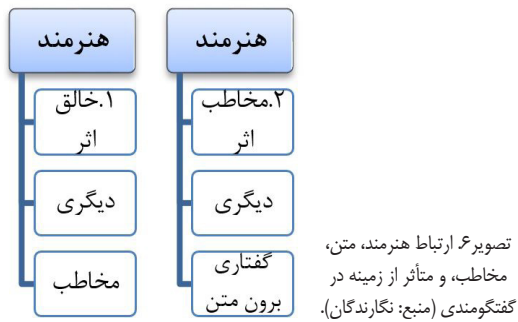 هنرمند
۱.خالق
اثر
دیگری
مخاطب
هنرمند
۲.مخاطب
اثر
دیگری
گفتاری
برون متن
تصویر۶. ارتباط هنرمند، متن،
مخاطب، و متأثر از زمینه در
گفتگومندی (منبع: نگارندگان).